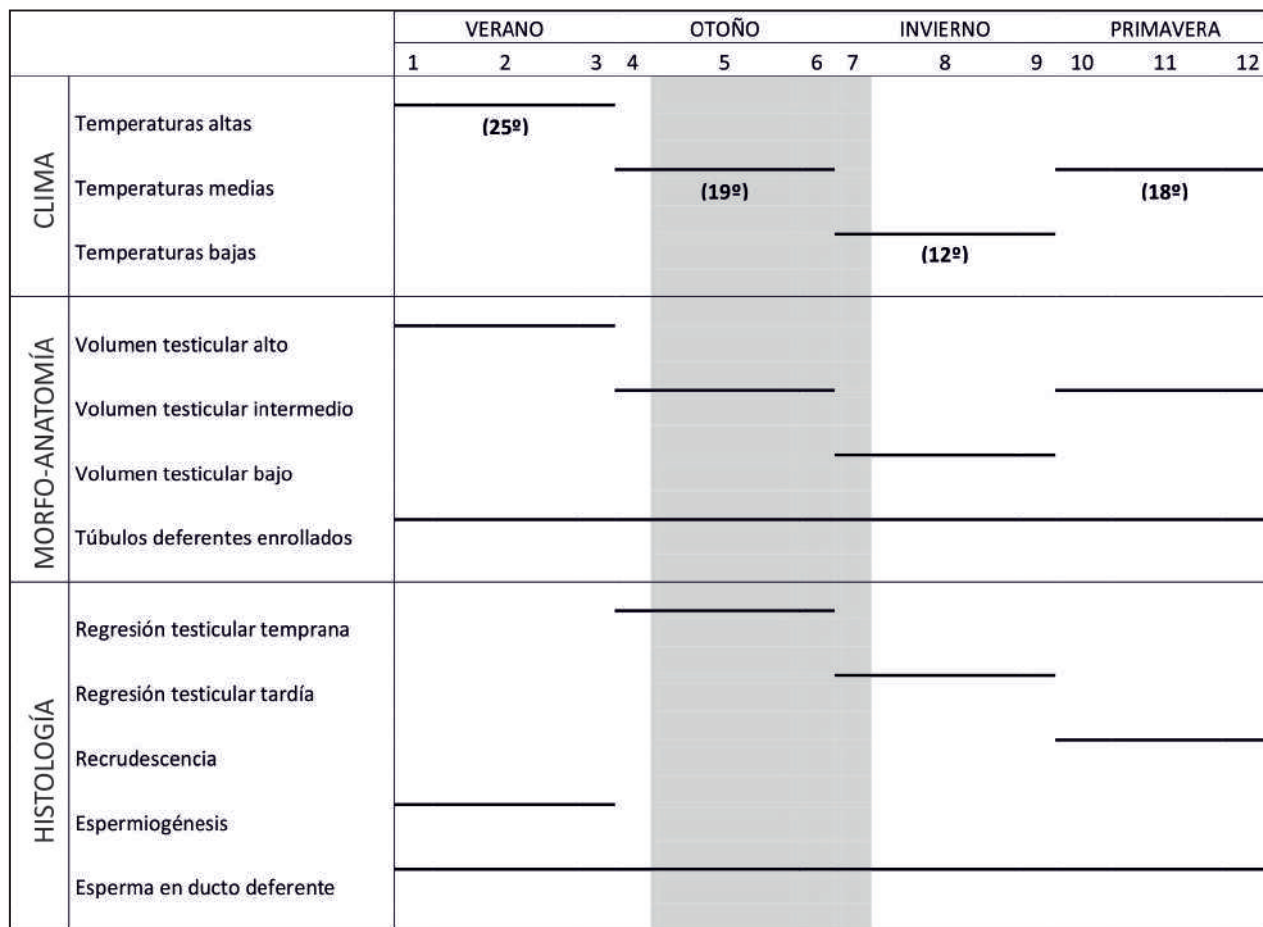 VERANO OTOÑO INVIERNO PRIMAVERA
1 2 3 4 5 6 7 8 9 10 11 12
CLIMA
Temperaturas altas (25º)
Temperaturas medias (19º) (18º)
Temperaturas bajas (12º)
MORFO-ANATOMÍA
Volumen testicular alto
Volumen testicular intermedio
Volumen testicular bajo
Túbulos deferentes enrollados
HISTOLOGÍA
Regresión testicular temprana
Regresión testicular tardía
Recrudescencia
Espermiogénesis
Esperma en ducto deferente